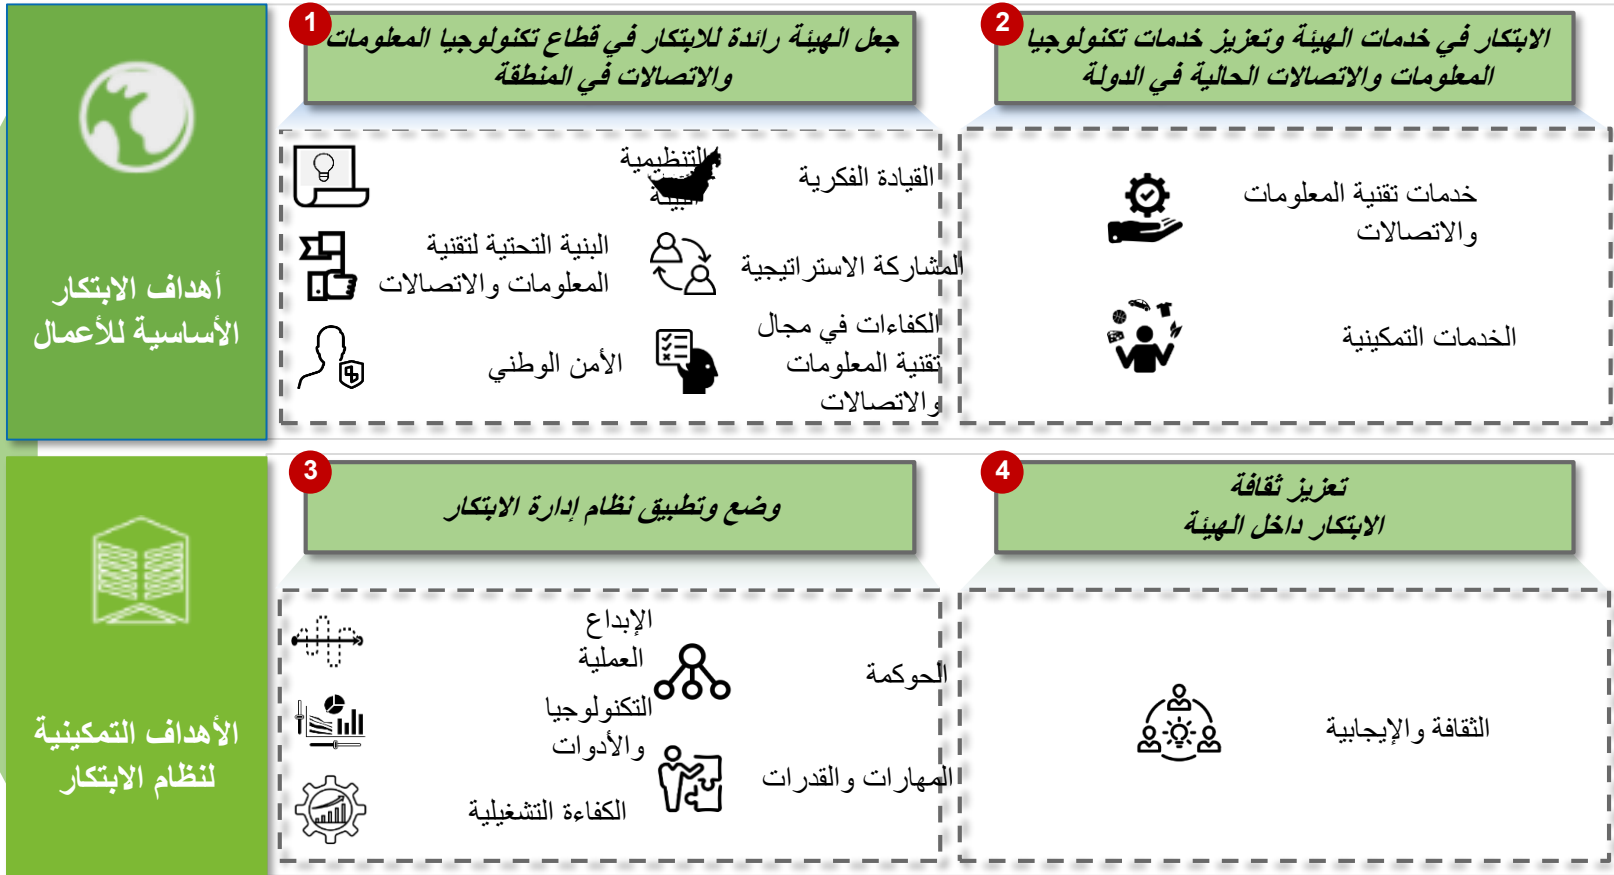 أهداف الابتكار
الأساسية للأعمال
1
جعل الهيئة رائدة للابتكار في قطاع تكنولوجيا المعلومات
والاتصالات في المنطقة
القيادة الفكرية
التنظيمية
البيئة
المشاركة الاستراتيجية
البنية التحتية لتقنية
المعلومات والاتصالات
الكفاءات في مجال
تقنية المعلومات
والاتصالات
الأمن الوطني
2
الابتكار في خدمات الهيئة وتعزيز خدمات تكنولوجيا
المعلومات والاتصالات الحالية في الدولة
خدمات تقنية المعلومات
والاتصالات
الخدمات التمكينية
الأهداف التمكينية
لنظام الابتكار
3
وضع وتطبيق نظام إدارة الابتكار
الحوكمة
الإبداع
العملية
التكنولوجيا
والأدوات
المهارات والقدرات
الكفاءة التشغيلية
4
تعزيز ثقافة
الابتكار داخل الهيئة
الثقافة والإيجابية